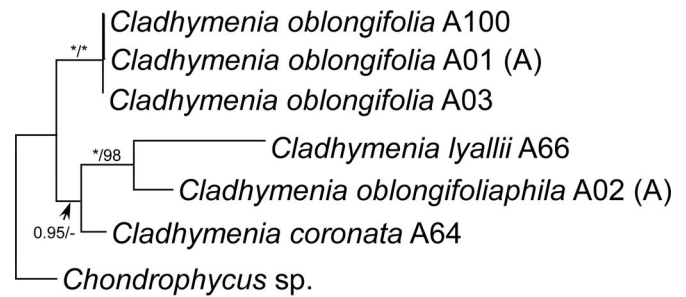 Cladhymenia oblongifolia A100
*/*
Cladhymenia oblongifolia A01 (A)
Cladhymenia oblongifolia A03
Cladhymenia lyallii A66
*/98
Cladhymenia oblongifoliaphila A02 (A)
Cladhymenia coronata A64
0.95/-
Chondrophycus sp.